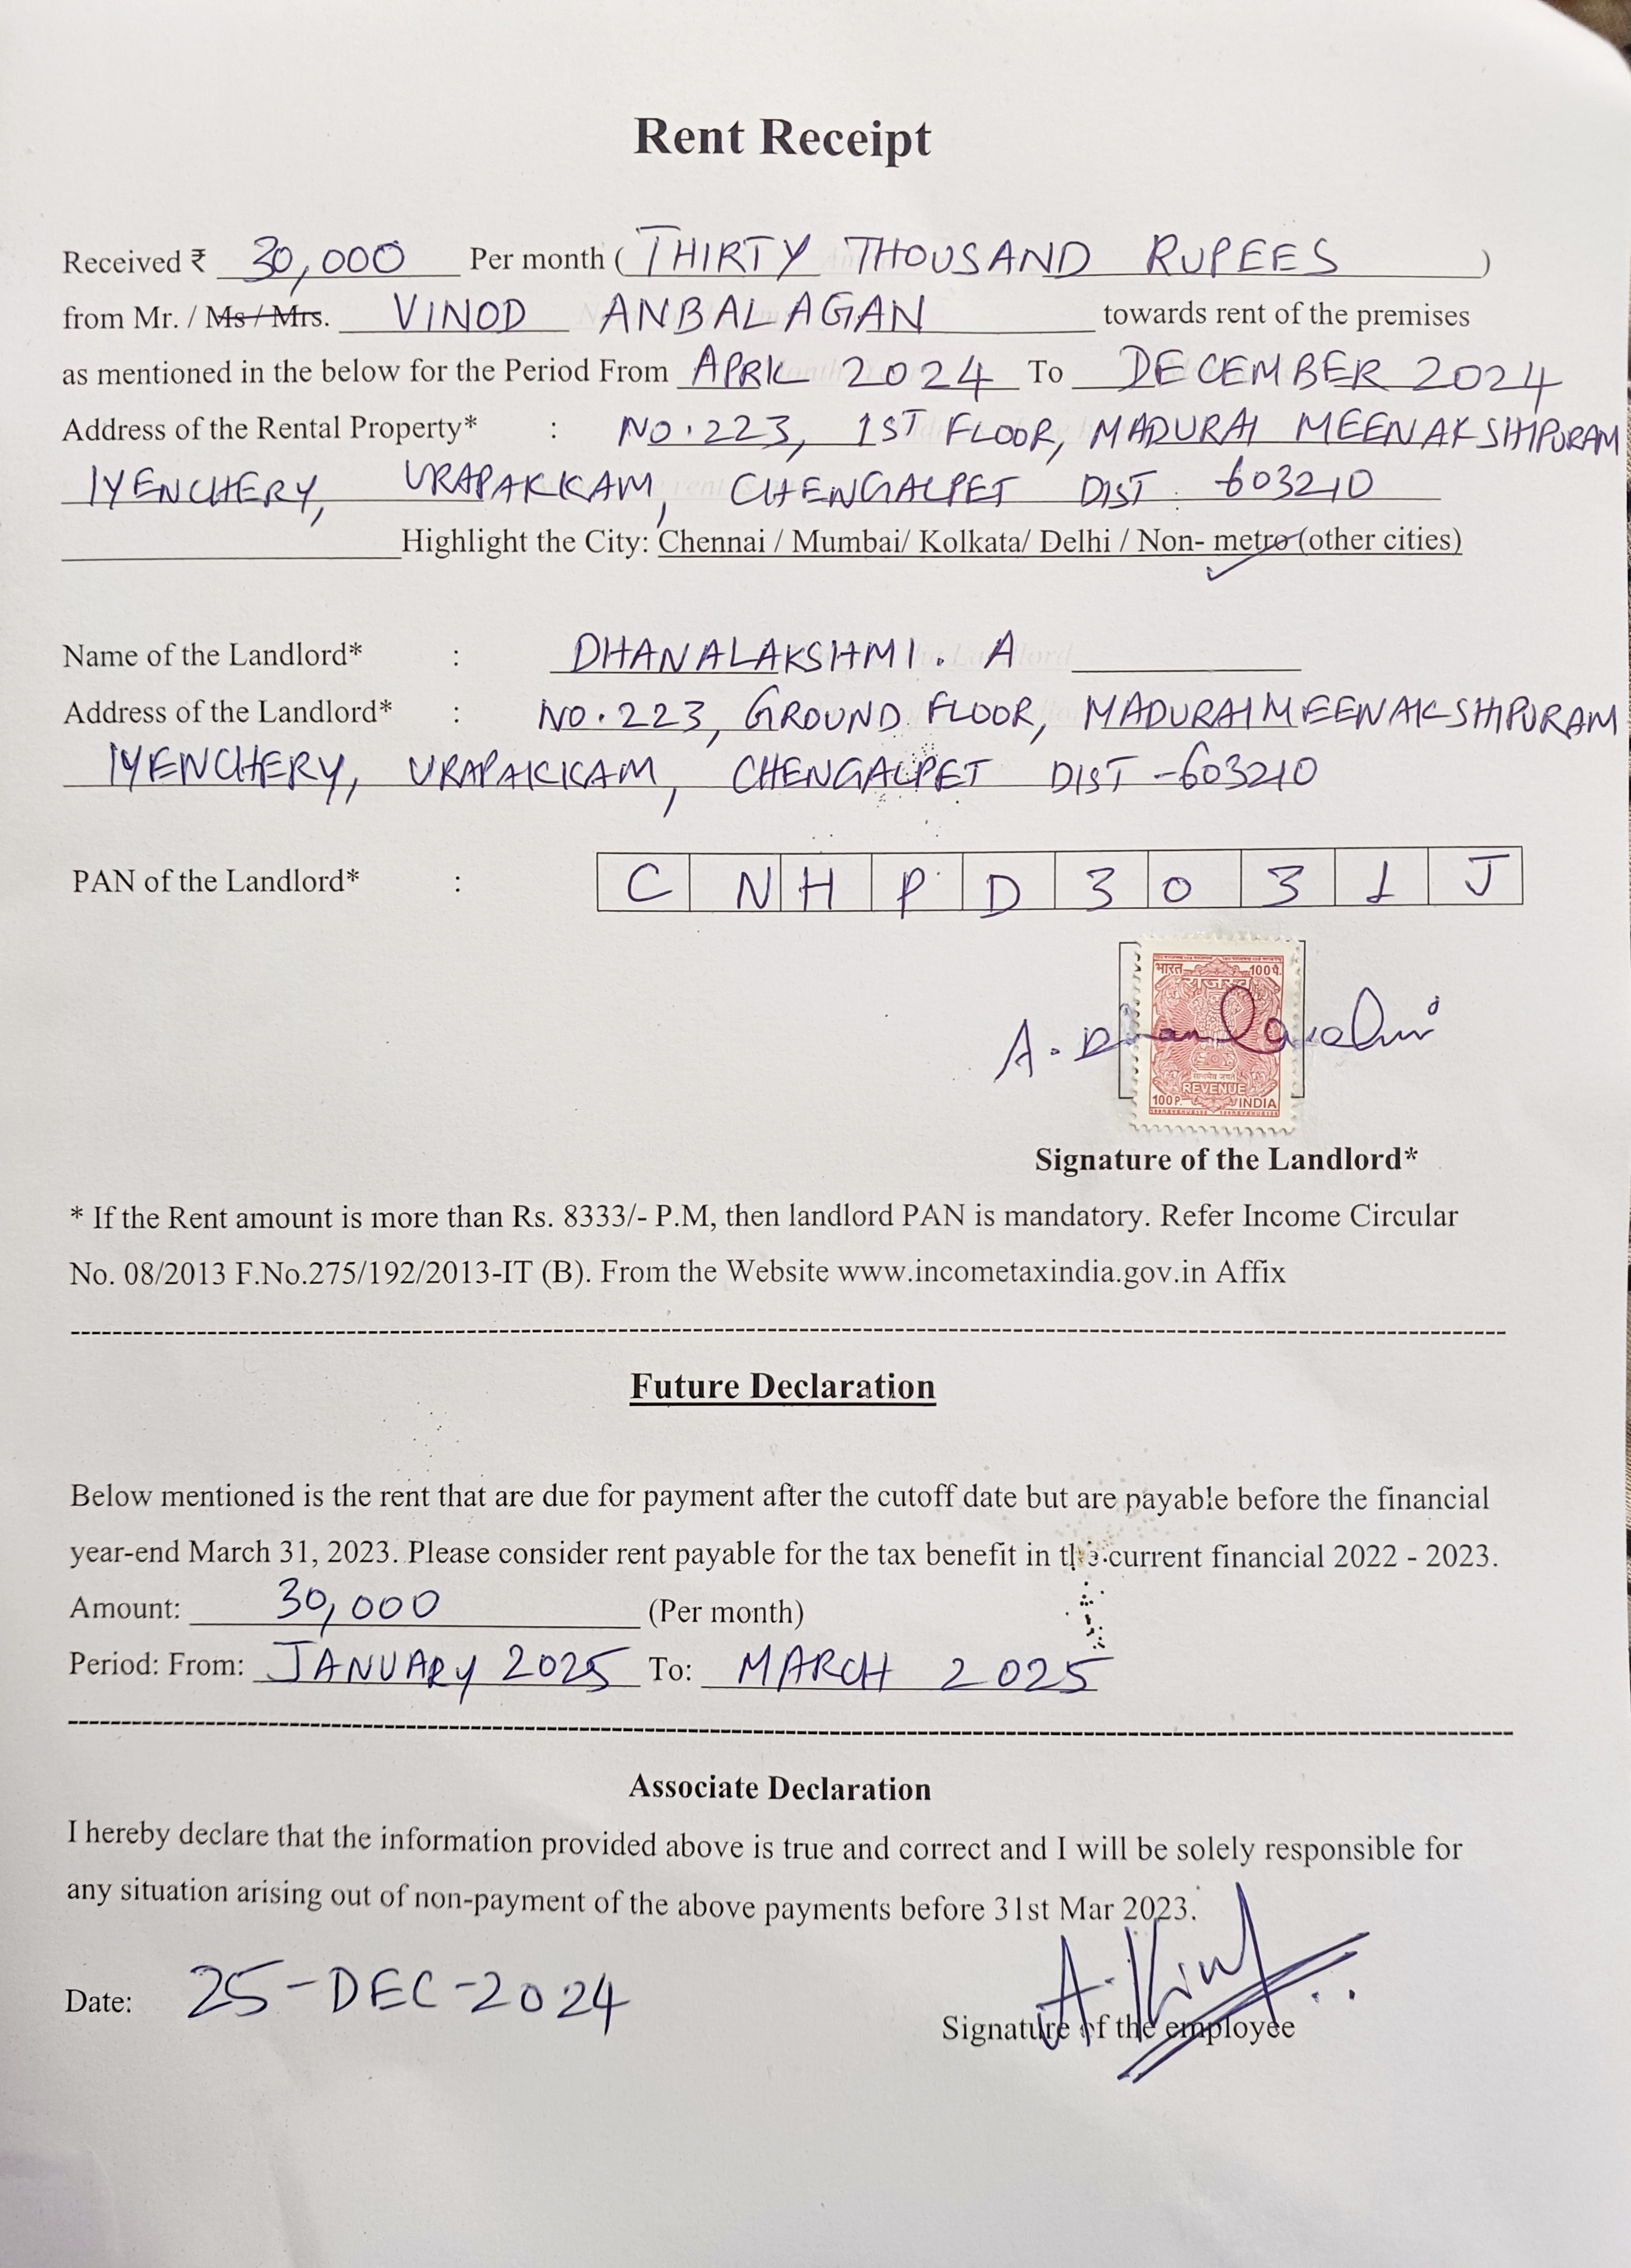 Rent Receipt
Received ₹ 30,000 Per month ( THIRTY THOUSAND RUPEES )
from Mr. / Ms / Mrs. VINOD ANBALAGAN towards rent of the premises
as mentioned in the below for the Period From APRIL 2024 To DECEMBER 2024
Address of the Rental Property* : NO.223, 1ST FLOOR, MADURAI MEENAKSHIPURAM
IYENCHERY, URAPAKKAM, CHENGALPET DIST - 603210
Highlight the City: Chennai / Mumbai/ Kolkata/ Delhi / Non- metro (other cities)
Name of the Landlord* : DHANALAKSHMI. A
Address of the Landlord* : NO.223, GROUND FLOOR, MADURAI MEENAKSHIPURAM
IYENCHERY, URAPAKKAM, CHENGALPET DIST -603210
PAN of the Landlord* : C N H P D 3 0 3 1 J
भारत 100 प.
राजस्व
A. Dhanalakshmi
सत्यमेव जयते
REVENUE
100 P. INDIA
Signature of the Landlord*
* If the Rent amount is more than Rs. 8333/- P.M, then landlord PAN is mandatory. Refer Income Circular
No. 08/2013 F.No.275/192/2013-IT (B). From the Website www.incometaxindia.gov.in Affix
Future Declaration
Below mentioned is the rent that are due for payment after the cutoff date but are payable before the financial
year-end March 31, 2023. Please consider rent payable for the tax benefit in the current financial 2022 - 2023.
Amount: 30,000 (Per month)
Period: From: JANUARY 2025 To: MARCH 2025
Associate Declaration
I hereby declare that the information provided above is true and correct and I will be solely responsible for
any situation arising out of non-payment of the above payments before 31st Mar 2023.
Date: 25-DEC-2024
Signature of the employee